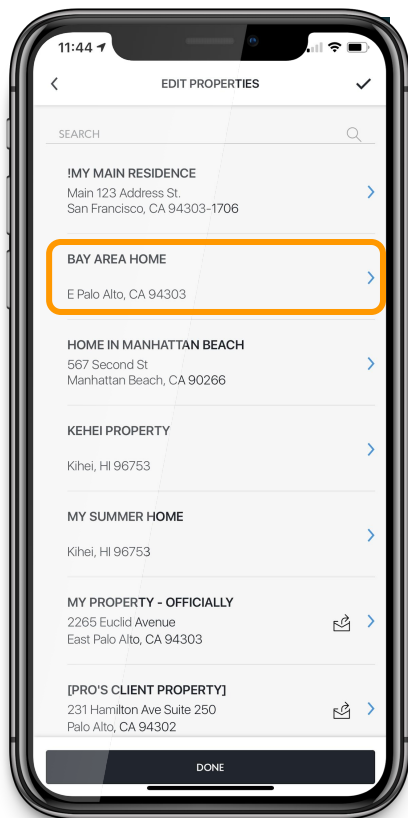 11:44
EDIT PROPERTIES
SEARCH
!MY MAIN RESIDENCE
Main 123 Address St.
San Francisco, CA 94303-1706
BAY AREA HOME
E Palo Alto, CA 94303
HOME IN MANHATTAN BEACH
567 Second St
Manhattan Beach, CA 90266
KEHEI PROPERTY
Kihei, HI 96753
MY SUMMER HOME
Kihei, HI 96753
MY PROPERTY - OFFICIALLY
2265 Euclid Avenue
East Palo Alto, CA 94303
[PRO'S CLIENT PROPERTY]
231 Hamilton Ave Suite 250
Palo Alto, CA 94302
DONE